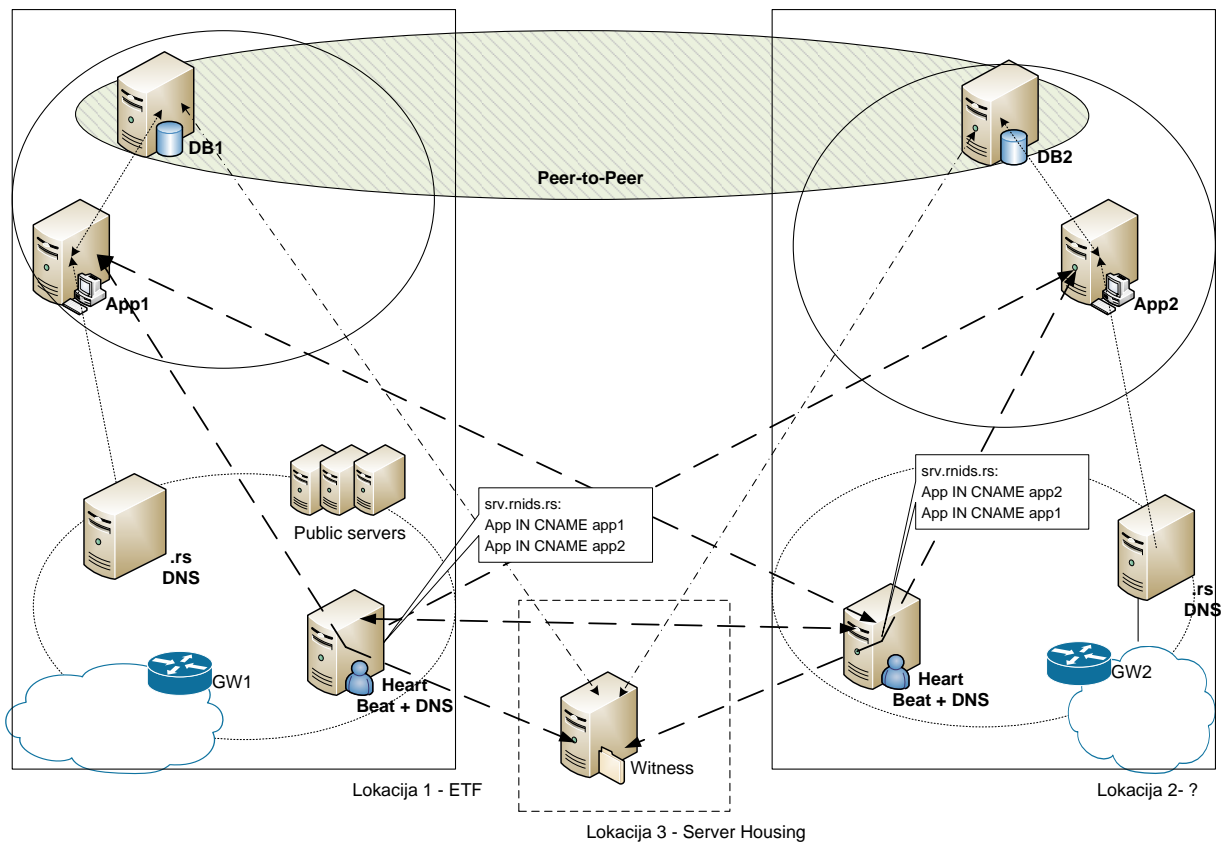 DB1
DB2
Peer-to-Peer
App1
App2
srv.rnids.rs:
App IN CNAME app2
App IN CNAME app1
srv.rnids.rs:
App IN CNAME app1
App IN CNAME app2
Public servers
.rs
DNS
.rs
DNS
GW1
Heart
Beat + DNS
Heart
Beat + DNS
GW2
Witness
Lokacija 1 - ETF
Lokacija 2- ?
Lokacija 3 - Server Housing